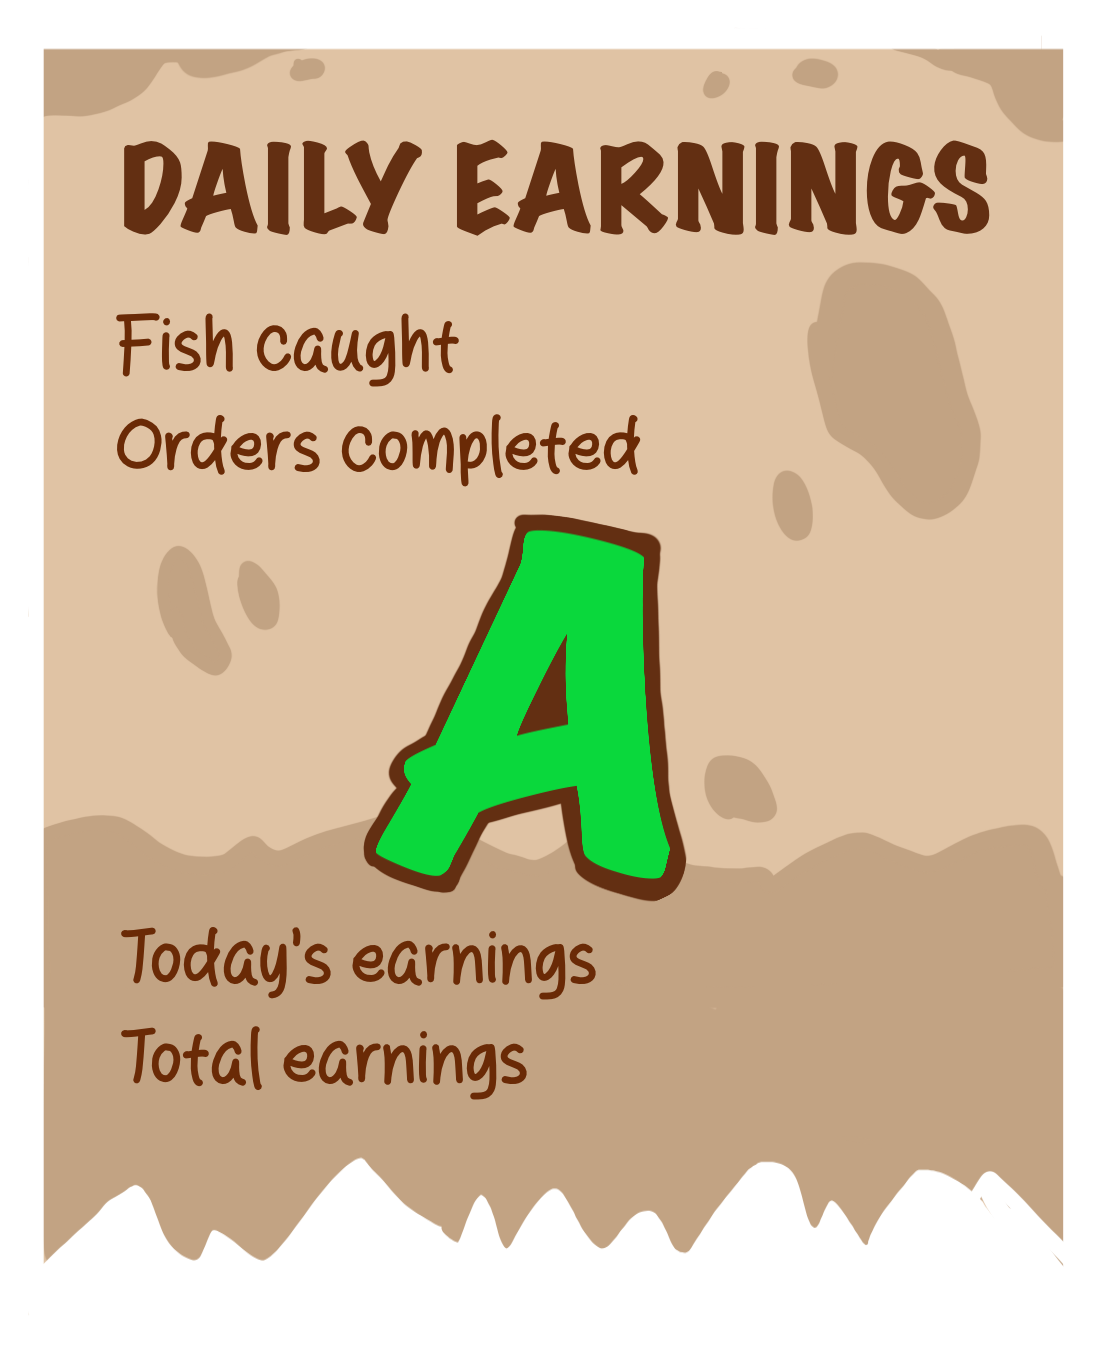 DAILY EARNINGS
Fish caught
Orders completed
A
Today's earnings
Total earnings